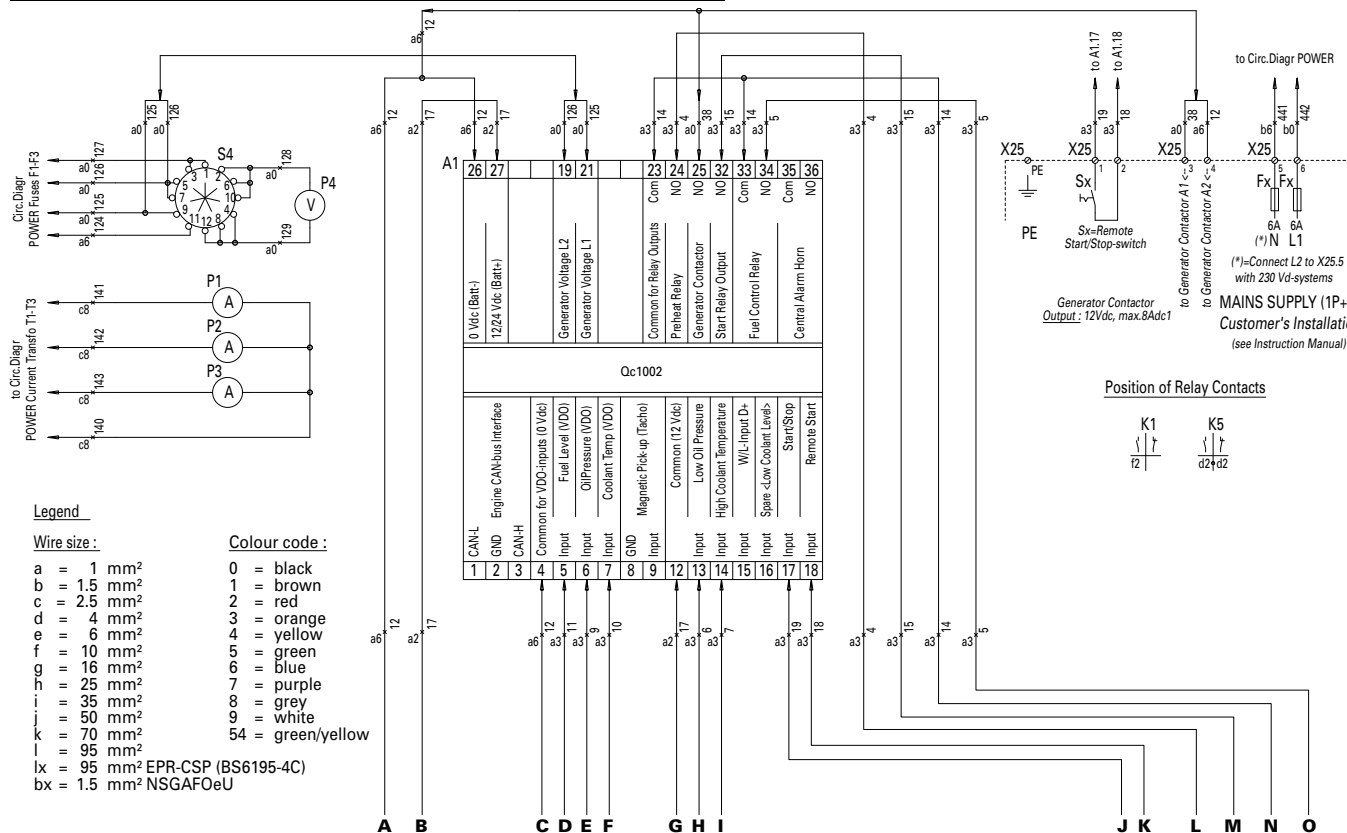 12
a6
125
126
a0
a0
a0 127
a0 126
a0 125
a6 124
Circ.Diagr
POWER Fuses F1-F3
S4
1
2
3
4
5
6
7
8
9
10
11
12
128
a0
P4
V
129
a0
to Circ.Diagr
POWER Current Transfo T1-T3
141
c8
142
c8
143
c8
140
c8
P1
A
P2
A
P3
A
a6 12
a2 17
a6 12
a2 17
a0 126
a0 125
a3 14
a3 4
a0 38
a3 15
a3 14
a3 5
a3 4
a3 15
a3 14
a3 5
A1
26 27 19 21 23 24 25 32 33 34 35 36
0 Vdc (Batt-)
12/24 Vdc (Batt+)
Generator Voltage L2
Generator Voltage L1
Com
Common for Relay Outputs
NO
Preheat Relay
NO
Generator Contactor
NO
Start Relay Output
Com
NO
Fuel Control Relay
Com
NO
Central Alarm Horn
Qc1002
CAN-L
GND
CAN-H
Engine CAN-bus Interface
Common for VDO-inputs (0 Vdc)
Input
Fuel Level (VDO)
Input
OilPressure (VDO)
Input
Coolant Temp (VDO)
GND
Input
Magnetic Pick-up (Tacho)
Common (12 Vdc)
Input
Low Oil Pressure
Input
High Coolant Temperature
Input
W/L-Input D+
Input
Spare <Low Coolant Level>
Input
Start/Stop
Input
Remote Start
1 2 3 4 5 6 7 8 9 12 13 14 15 16 17 18
a6 12
a2 17
a6 12
a3 11
a3 9
a3 10
a2 17
a3 6
a3 7
a3 19
a3 18
a3 4
a3 15
a3 14
a3 5
to A1.17
to A1.18
to Circ.Diagr POWER
a3 19
a3 18
a0 38
a6 12
b6 441
b0 442
X25 X25 X25 X25
PE 1 2 3 4 5 6
PE
Sx
Sx=Remote
Start/Stop-switch
to Generator Contactor A1 <--
to Generator Contactor A2 <--
Fx Fx
6A 6A
(*) N L1
(*)=Connect L2 to X25.5
with 230 Vd-systems
Generator Contactor
Output : 12Vdc, max.8Adc1
MAINS SUPPLY (1P+
Customer's Installati
(see Instruction Manual)
Position of Relay Contacts
K1 K5
f2 d2 d2
Legend
Wire size :
a = 1 mm²
b = 1.5 mm²
c = 2.5 mm²
d = 4 mm²
e = 6 mm²
f = 10 mm²
g = 16 mm²
h = 25 mm²
i = 35 mm²
j = 50 mm²
k = 70 mm²
l = 95 mm²
lx = 95 mm² EPR-CSP (BS6195-4C)
bx = 1.5 mm² NSGAFOeU
Colour code :
0 = black
1 = brown
2 = red
3 = orange
4 = yellow
5 = green
6 = blue
7 = purple
8 = grey
9 = white
54 = green/yellow
A B C D E F G H I J K L M N O